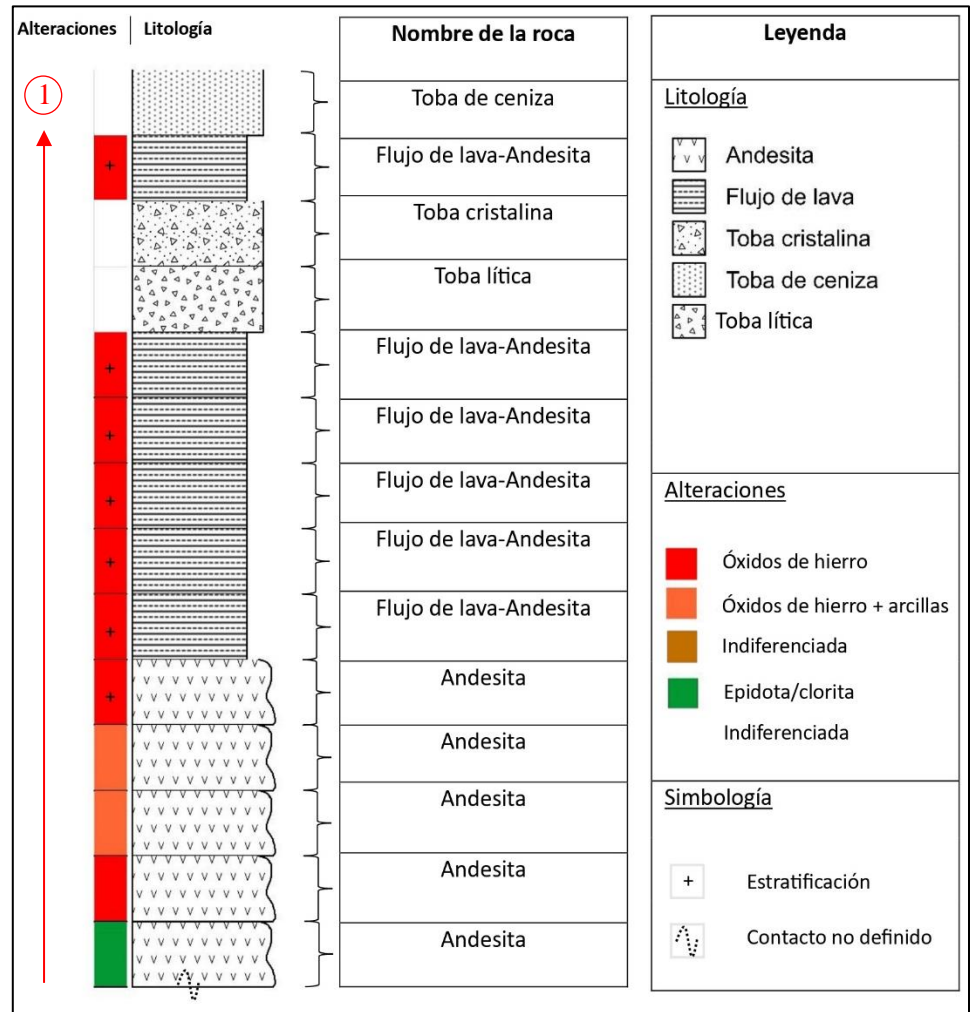 Alteraciones Litología
Nombre de la roca
Leyenda
1
Toba de ceniza
Flujo de lava-Andesita
Toba cristalina
Toba lítica
Flujo de lava-Andesita
Flujo de lava-Andesita
Flujo de lava-Andesita
Flujo de lava-Andesita
Flujo de lava-Andesita
Andesita
Andesita
Andesita
Andesita
Andesita
Litología
Andesita
Flujo de lava
Toba cristalina
Toba de ceniza
Toba lítica
Alteraciones
Óxidos de hierro
Óxidos de hierro + arcillas
Indiferenciada
Epidota/clorita
Indiferenciada
Simbología
+ Estratificación
Contacto no definido